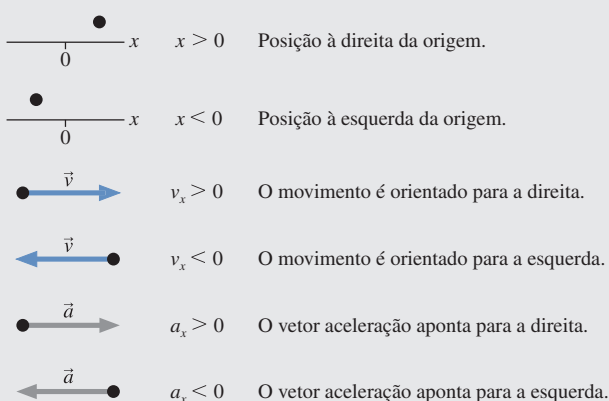 x x > 0 Posição à direita da origem.
0
x x < 0 Posição à esquerda da origem.
0
v⃗ vₓ > 0 O movimento é orientado para a direita.
v⃗ vₓ < 0 O movimento é orientado para a esquerda.
a⃗ aₓ > 0 O vetor aceleração aponta para a direita.
a⃗ aₓ < 0 O vetor aceleração aponta para a esquerda.